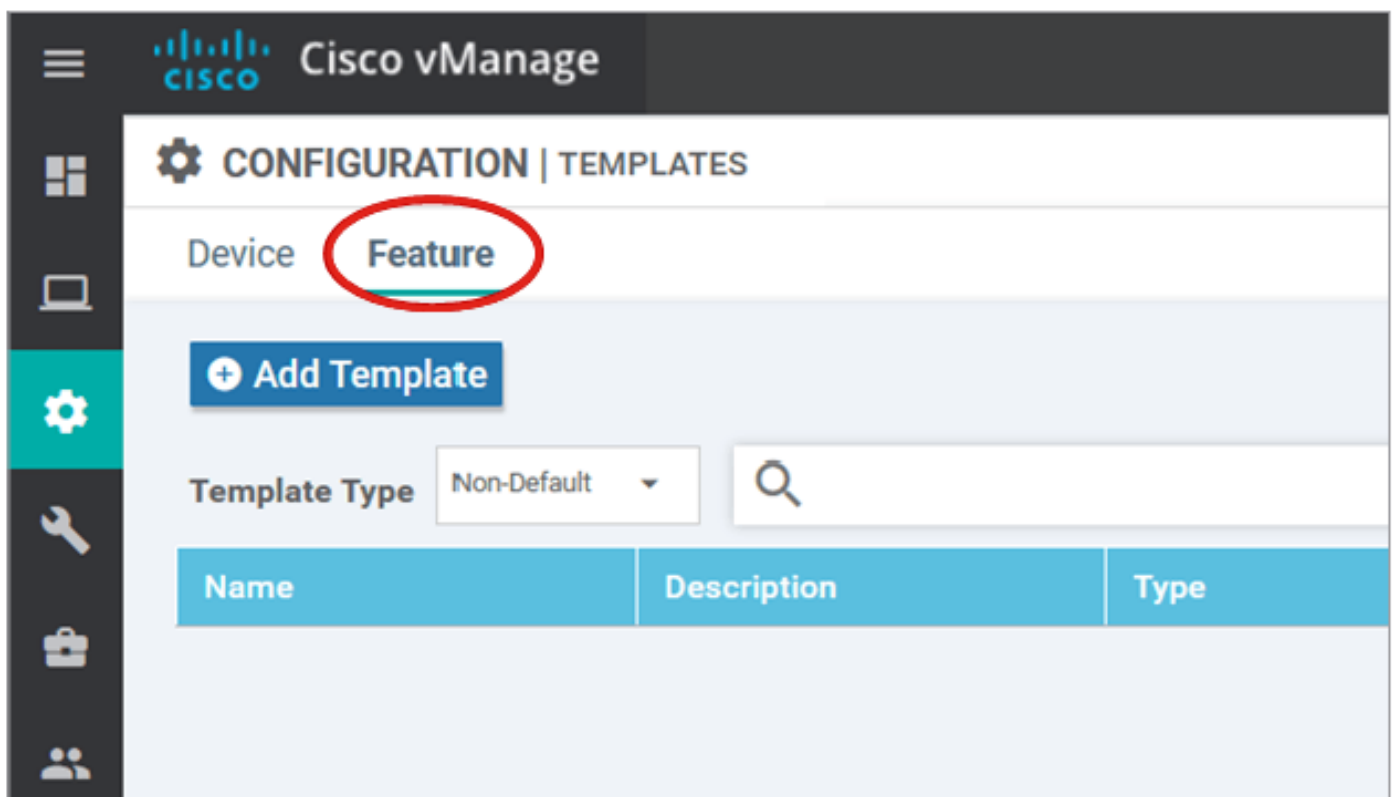 CISCO Cisco vManage
CONFIGURATION | TEMPLATES
Device Feature
Add Template
Template Type Non-Default
Name Description Type